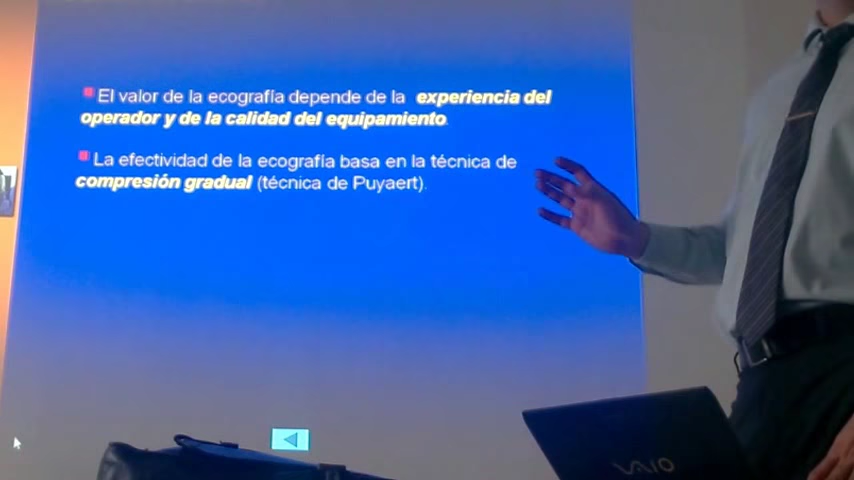 El valor de la ecografía depende de la experiencia del
operador y de la calidad del equipamiento
La efectividad de la ecografía basa en la técnica de
compresión gradual (técnica de Puyaert).
VAIO